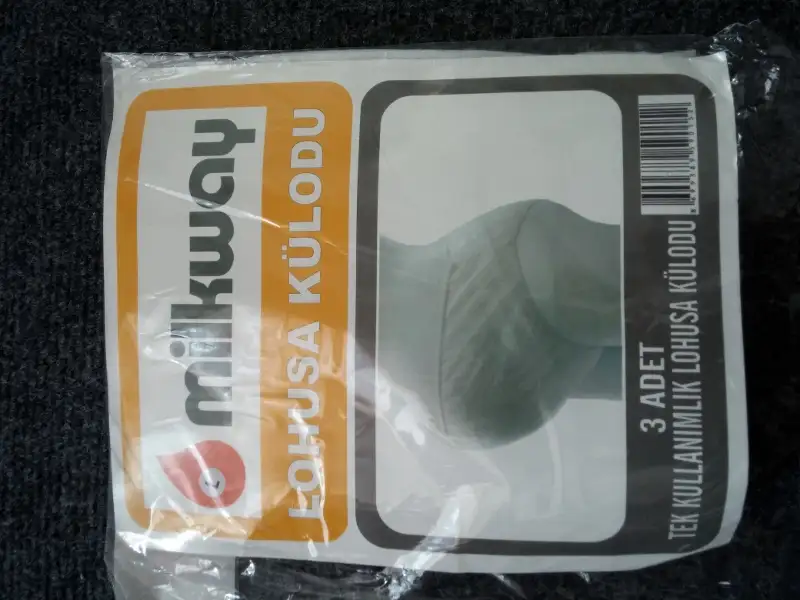 milkway
LOHUSA KÜLODU
3 ADET
TEK KULLANIMLIK LOHUSA KÜLODU